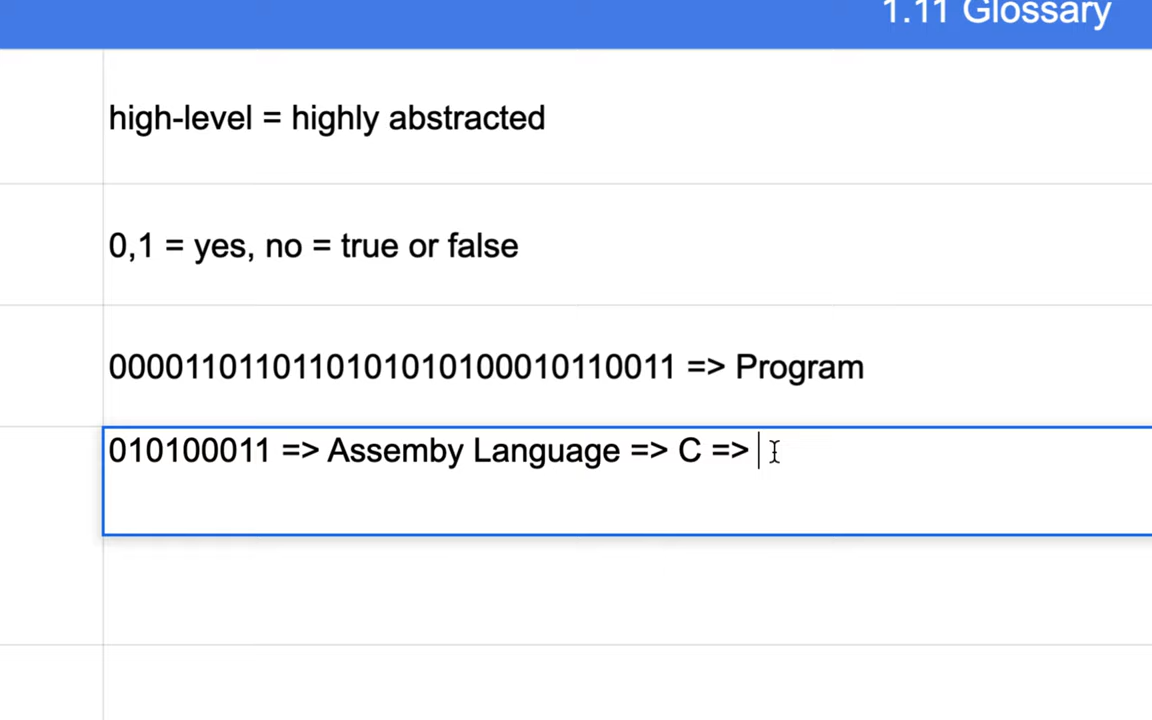 1.11 Glossary
high-level = highly abstracted
0,1 = yes, no = true or false
0000110110110101010100010110011 => Program
010100011 => Assemby Language => C =>